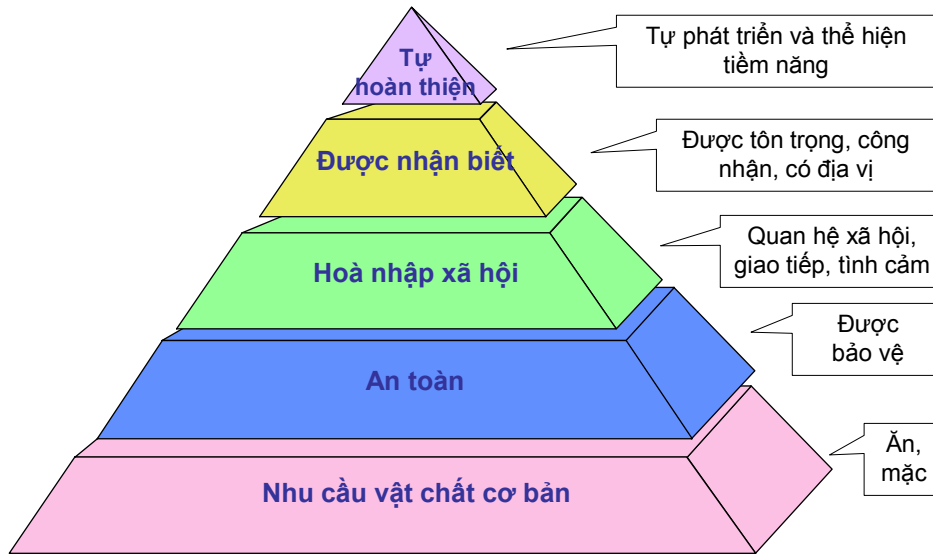 Tự
hoàn thiện
Tự phát triển và thể hiện
tiềm năng
Được nhận biết
Được tôn trọng, công
nhận, có địa vị
Hoà nhập xã hội
Quan hệ xã hội,
giao tiếp, tình cảm
An toàn
Được
bảo vệ
Nhu cầu vật chất cơ bản
Ăn,
mặc